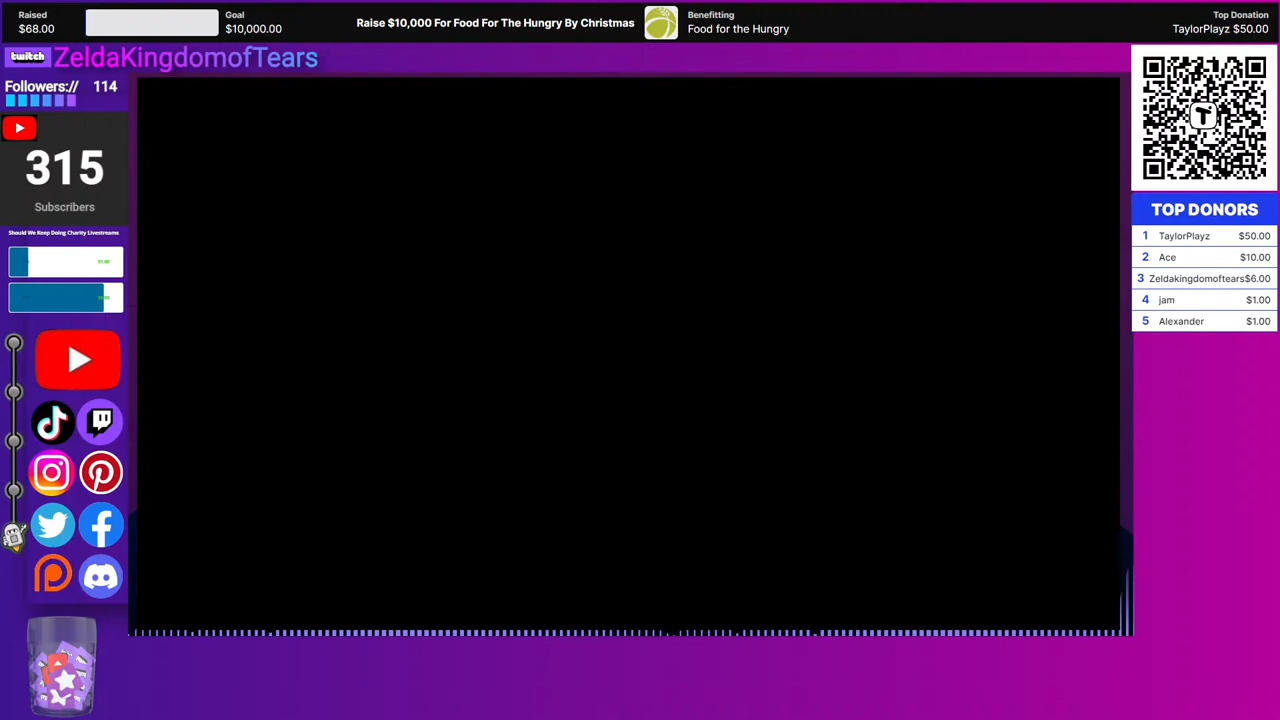 Raised
$68.00
Goal
$10,000.00
Raise $10,000 For Food For The Hungry By Christmas
Benefitting
Food for the Hungry
Top Donation
TaylorPlayz $50.00
twitch
ZeldaKingdomofTears
Followers:// 114
315
Subscribers
Should We Keep Doing Charity Livestreams
TOP DONORS
1 TaylorPlayz $50.00
2 Ace $10.00
3 Zeldakingdomoftears $6.00
4 jam $1.00
5 Alexander $1.00